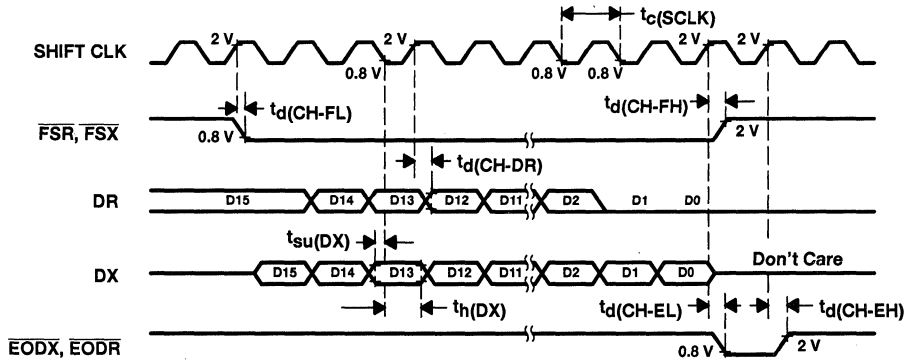 tc(SCLK)
SHIFT CLK 2 V 2 V 2 V 2 V
0.8 V 0.8 V 0.8 V
td(CH-FL) td(CH-FH)
FSR, FSX 0.8 V 2 V
td(CH-DR)
DR D15 D14 D13 D12 D11 D2 D1 D0
tsu(DX)
Don't Care
DX D15 D14 D13 D12 D11 D2 D1 D0
th(DX) td(CH-EL) td(CH-EH)
EODX, EODR 0.8 V 2 V